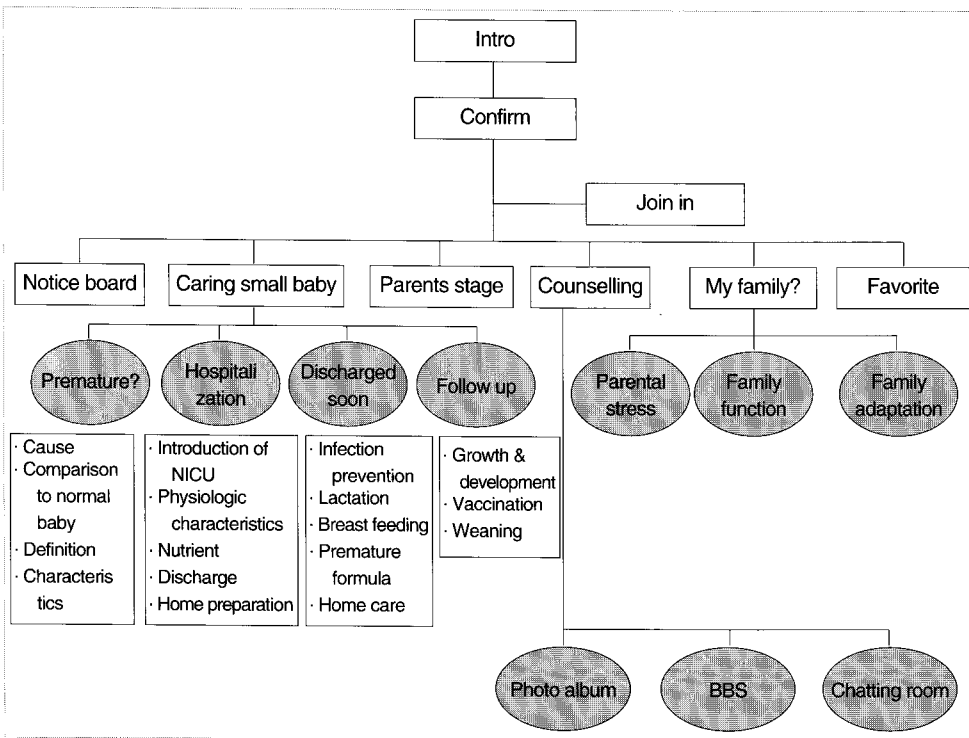 Intro
Confirm
Join in
Notice board
Caring small baby
Parents stage
Counselling
My family?
Favorite
Premature?
Hospitali
zation
Discharged
soon
Follow up
Parental
stress
Family
function
Family
adaptation
· Cause
· Comparison
to normal
baby
· Definition
· Characteris
tics
· Introduction of
NICU
· Physiologic
characteristics
· Nutrient
· Discharge
· Home preparation
· Infection
prevention
· Lactation
· Breast feeding
· Premature
formula
· Home care
· Growth &
development
· Vaccination
· Weaning
Photo album
BBS
Chatting room